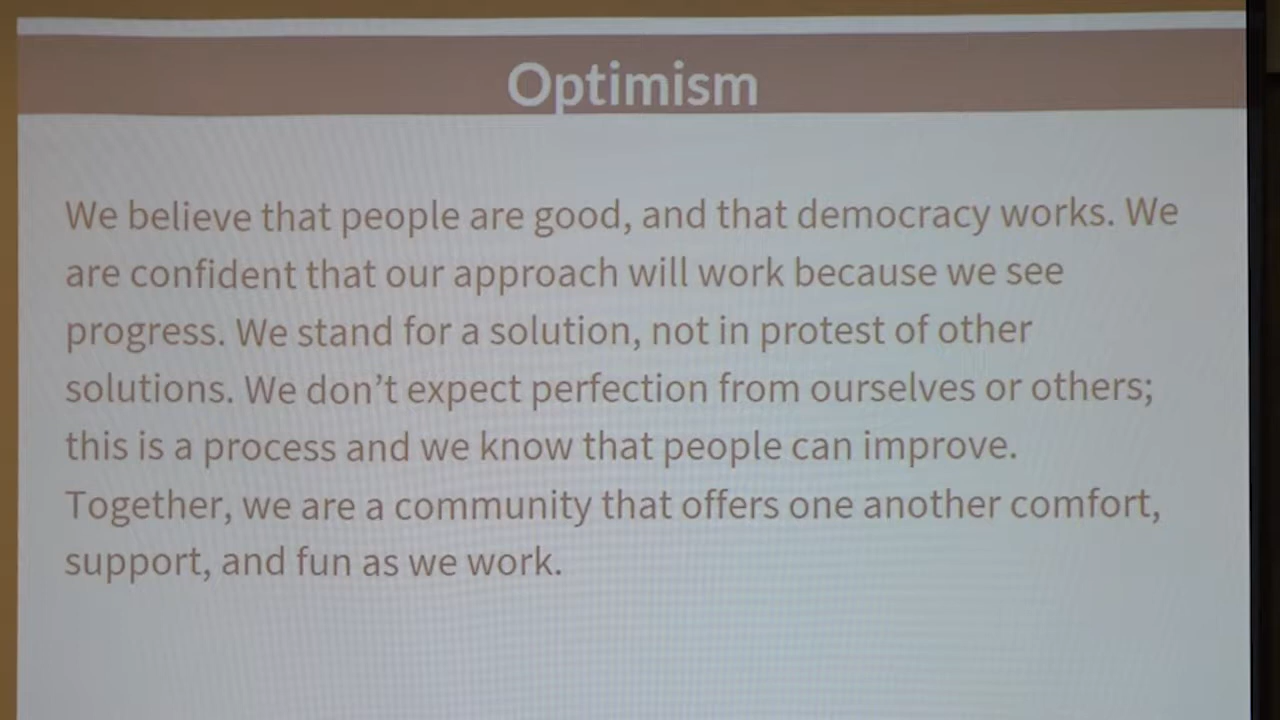 Optimism
We believe that people are good, and that democracy works. We
are confident that our approach will work because we see
progress. We stand for a solution, not in protest of other
solutions. We don’t expect perfection from ourselves or others;
this is a process and we know that people can improve.
Together, we are a community that offers one another comfort,
support, and fun as we work.